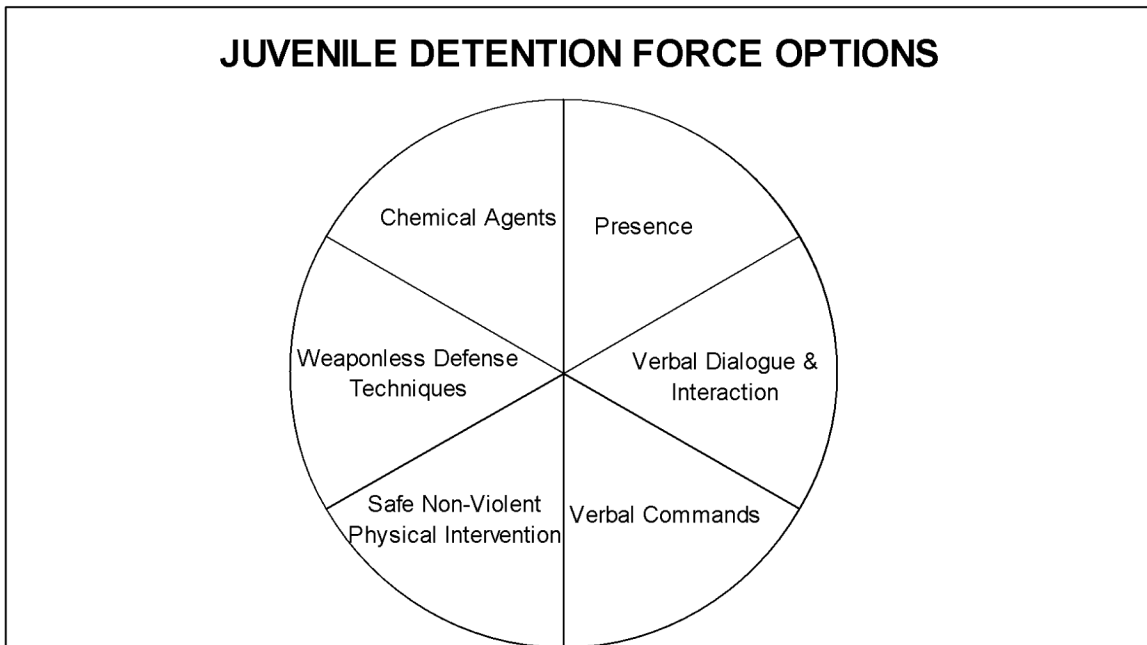 JUVENILE DETENTION FORCE OPTIONS
Chemical Agents
Presence
Weaponless Defense
Techniques
Verbal Dialogue &
Interaction
Safe Non-Violent
Physical Intervention
Verbal Commands